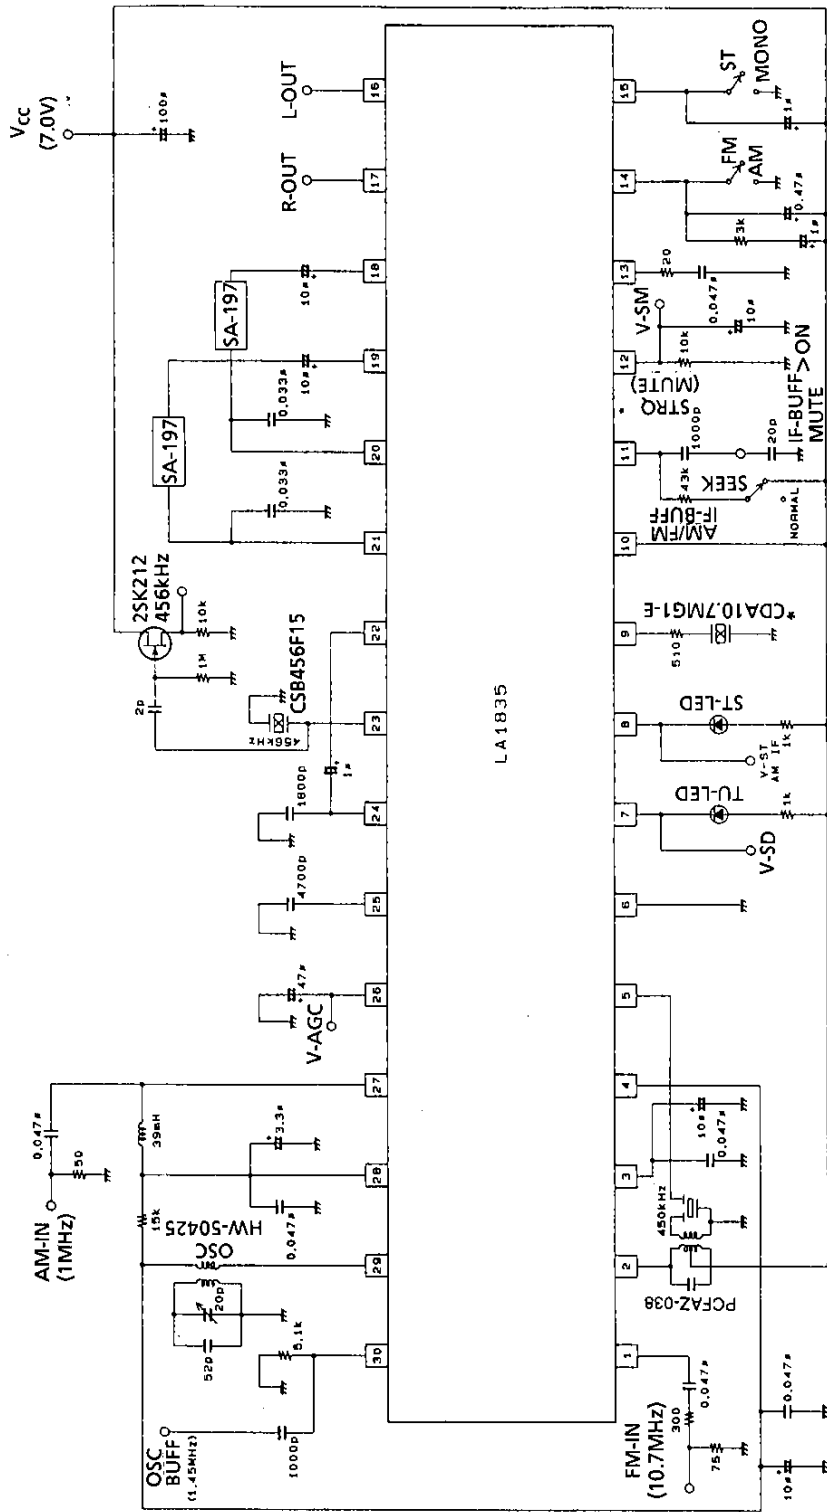 VCC
(7.0V)
100μ
L-OUT
R-OUT
16
17
18
19
20
21
22
23
24
25
26
27
28
29
30
SA-197
SA-197
10μ
10μ
0.033μ
0.033μ
2SK212
456kHz
10k
1M
2p
CSB456F15
456kHz
1μ
1800p
4700p
47μ
V-AGC
0.047μ
50
AM-IN
(1MHz)
39mH
15k
3.3μ
0.047μ
HW-50425
OSC
20p
52p
5.1k
OSC
BUFF
(1.45MHz)
1000p
LA1835
15
14
13
12
11
10
9
8
7
6
5
4
3
2
1
ST
MONO
1μ
FM
AM
0.47μ
3k
1μ
20
0.047μ
V-SM
10μ
10k
STRQ
(MUTE)
*
1000p
20p
IF-BUFF
MUTE
>ON
43k
SEEK
NORMAL
AM/FM
IF-BUFF
510
*CDA10.7MG1-E
ST-LED
V-ST
AM IF
1k
TU-LED
1k
V-SD
10μ
0.047μ
450kHz
PCFAZ-038
0.047μ
300
75
FM-IN
(10.7MHz)
0.047μ
10μ